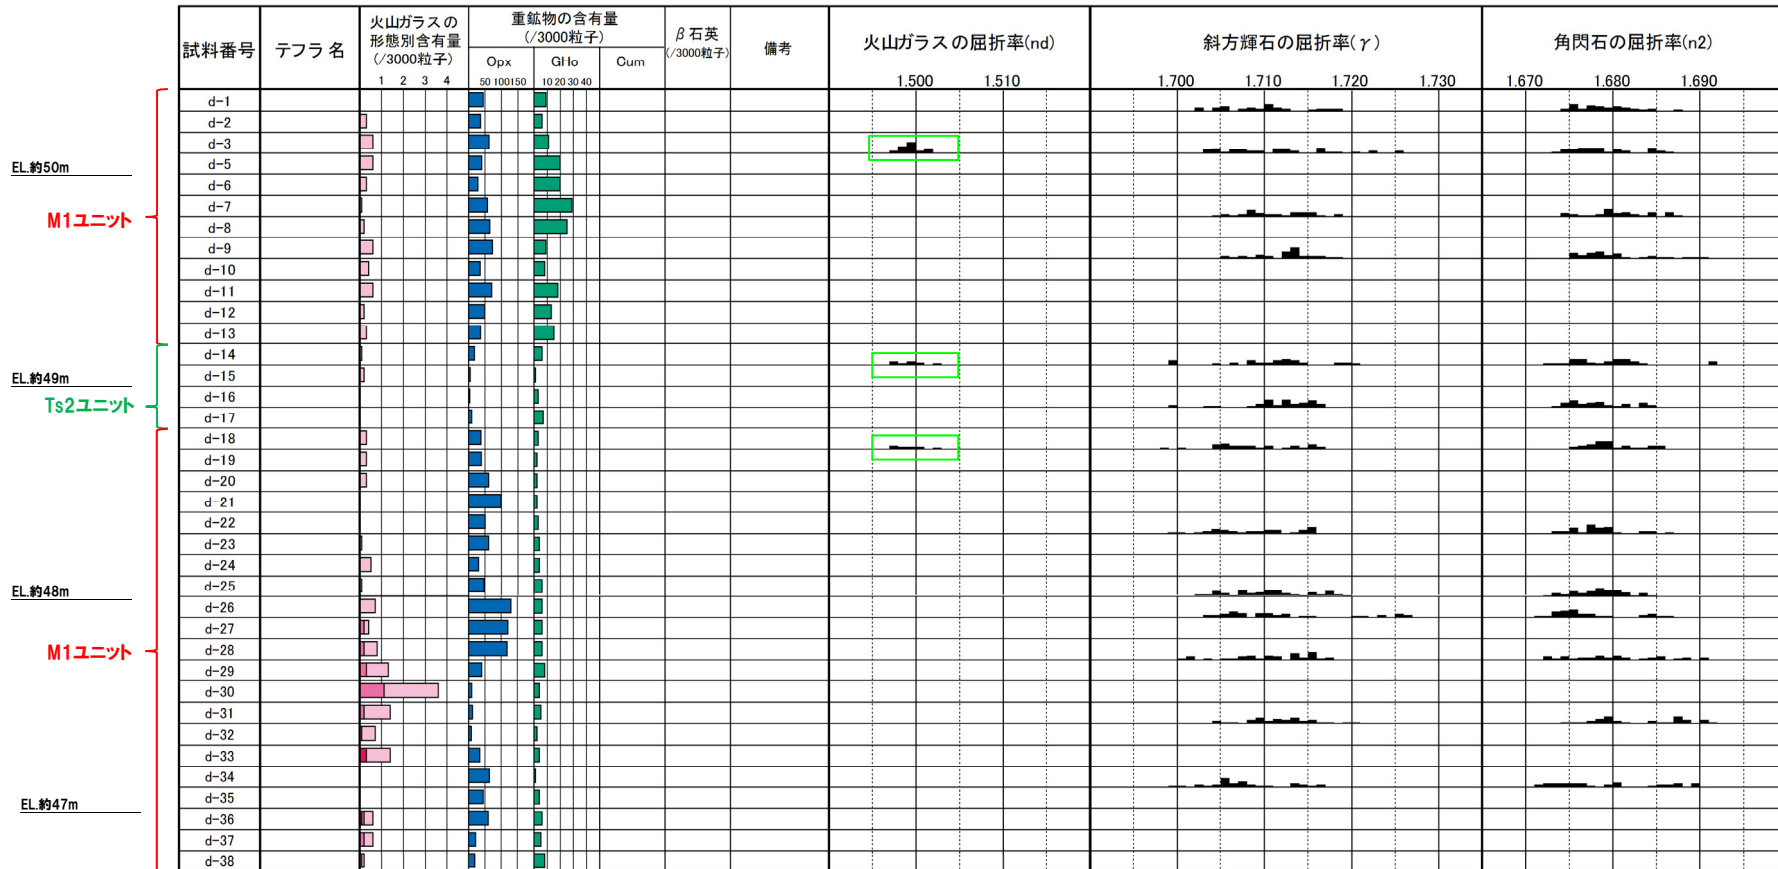 試料番号
テフラ 名
火山ガラスの
形態別含有量
(/3000粒子)
1 2 3 4
重鉱物の含有量
(/3000粒子)
Opx
GHo
Cum
50 100150
10 20 30 40
β石英
(/3000粒子)
備考
火山ガラスの屈折率(nd)
1.500 1.510
斜方輝石の屈折率(γ)
1.700 1.710 1.720 1.730
角閃石の屈折率(n2)
1.670 1.680 1.690
d-1
d-2
d-3
d-5
EL.約50m
d-6
d-7
M1ユニット
d-8
d-9
d-10
d-11
d-12
d-13
d-14
d-15
EL.約49m
d-16
Ts2ユニット
d-17
d-18
d-19
d-20
d-21
d-22
d-23
d-24
d-25
EL.約48m
d-26
d-27
d-28
M1ユニット
d-29
d-30
d-31
d-32
d-33
d-34
d-35
EL.約47m
d-36
d-37
d-38